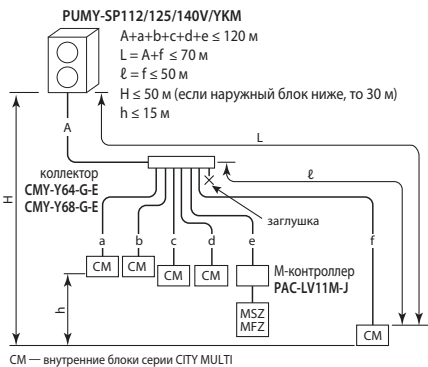 PUMY-SP112/125/140V/YKM
A+a+b+c+d+e ≤ 120 м
L = A+f ≤ 70 м
ℓ = f ≤ 50 м
H ≤ 50 м (если наружный блок ниже, то 30 м)
h ≤ 15 м
A
L
H
коллектор
CMY-Y64-G-E
CMY-Y68-G-E
ℓ
заглушка
a b c d e f
CM CM CM CM
М-контроллер
PAC-LV11M-J
h
MSZ
MFZ
CM
CM — внутренние блоки серии CITY MULTI